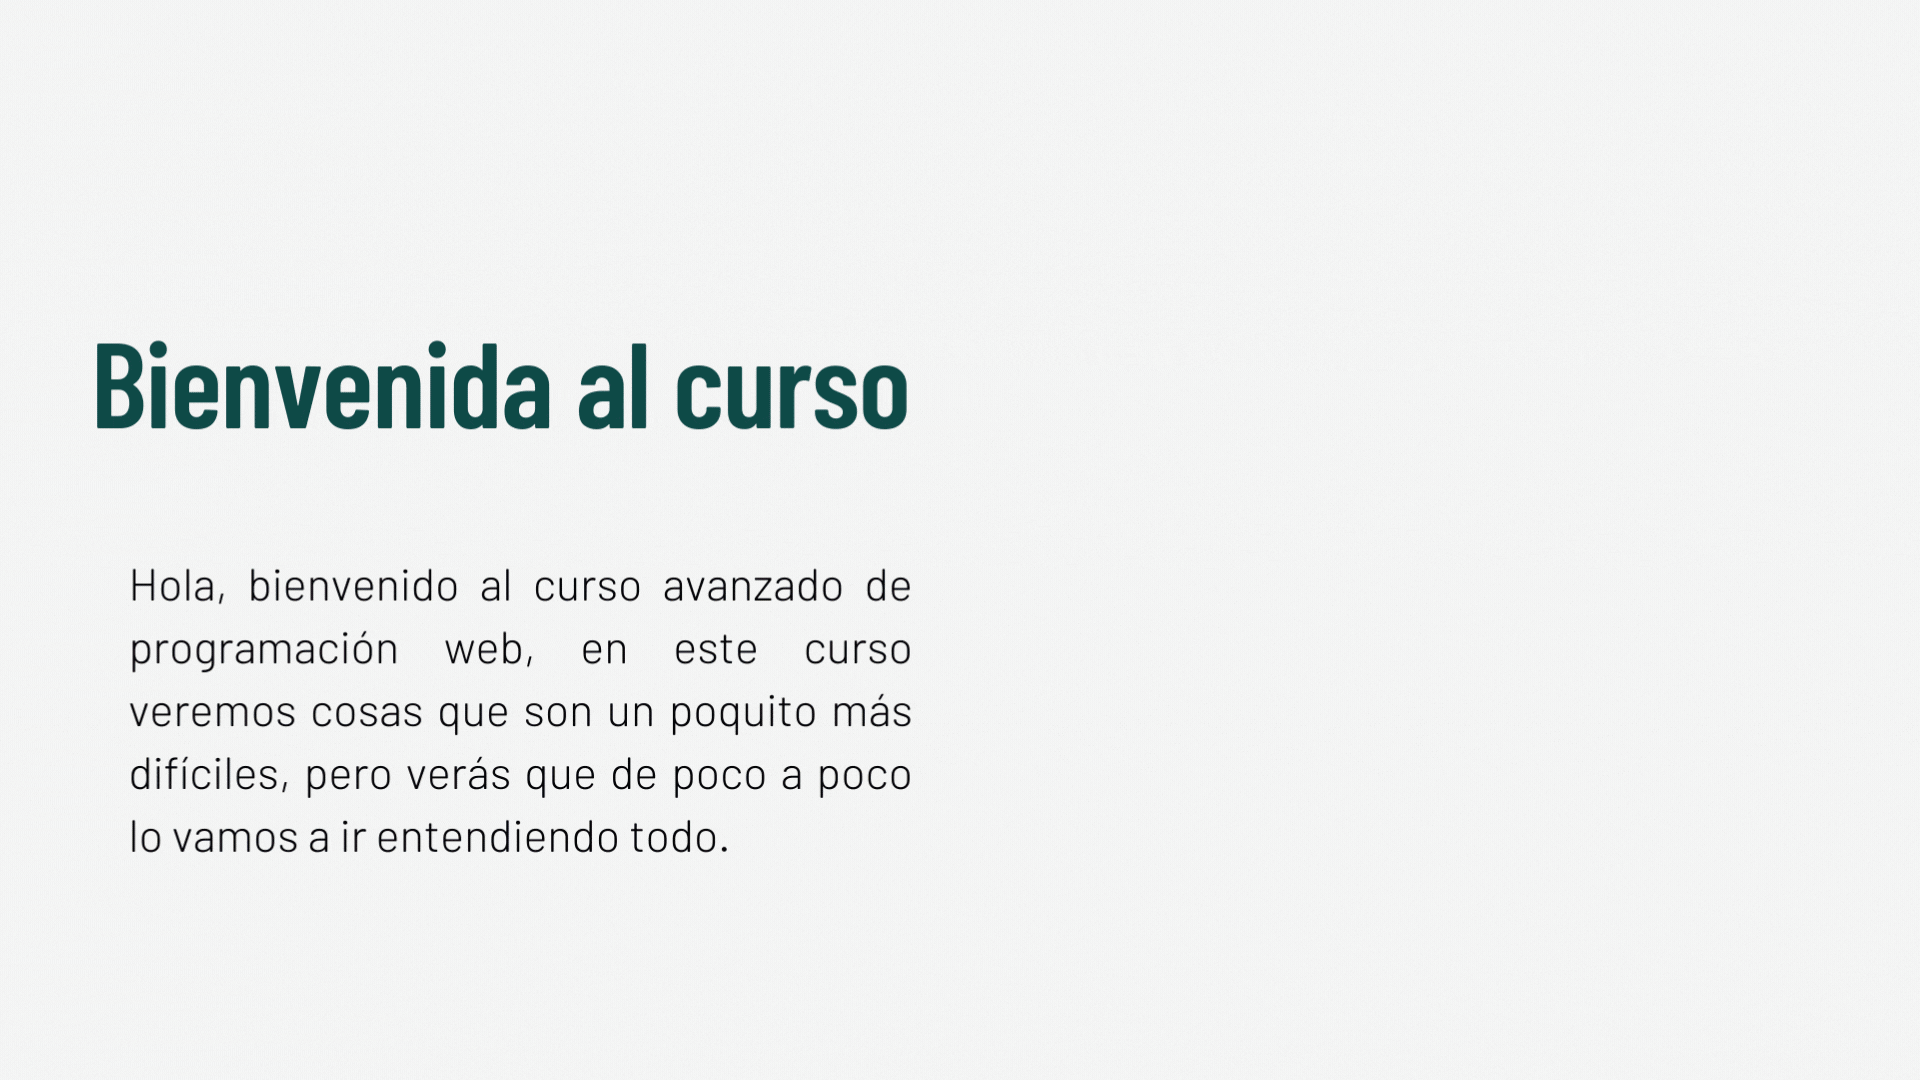 Bienvenida al curso
Hola, bienvenido al curso avanzado de
programación web, en este curso
veremos cosas que son un poquito más
difíciles, pero verás que de poco a poco
lo vamos a ir entendiendo todo.